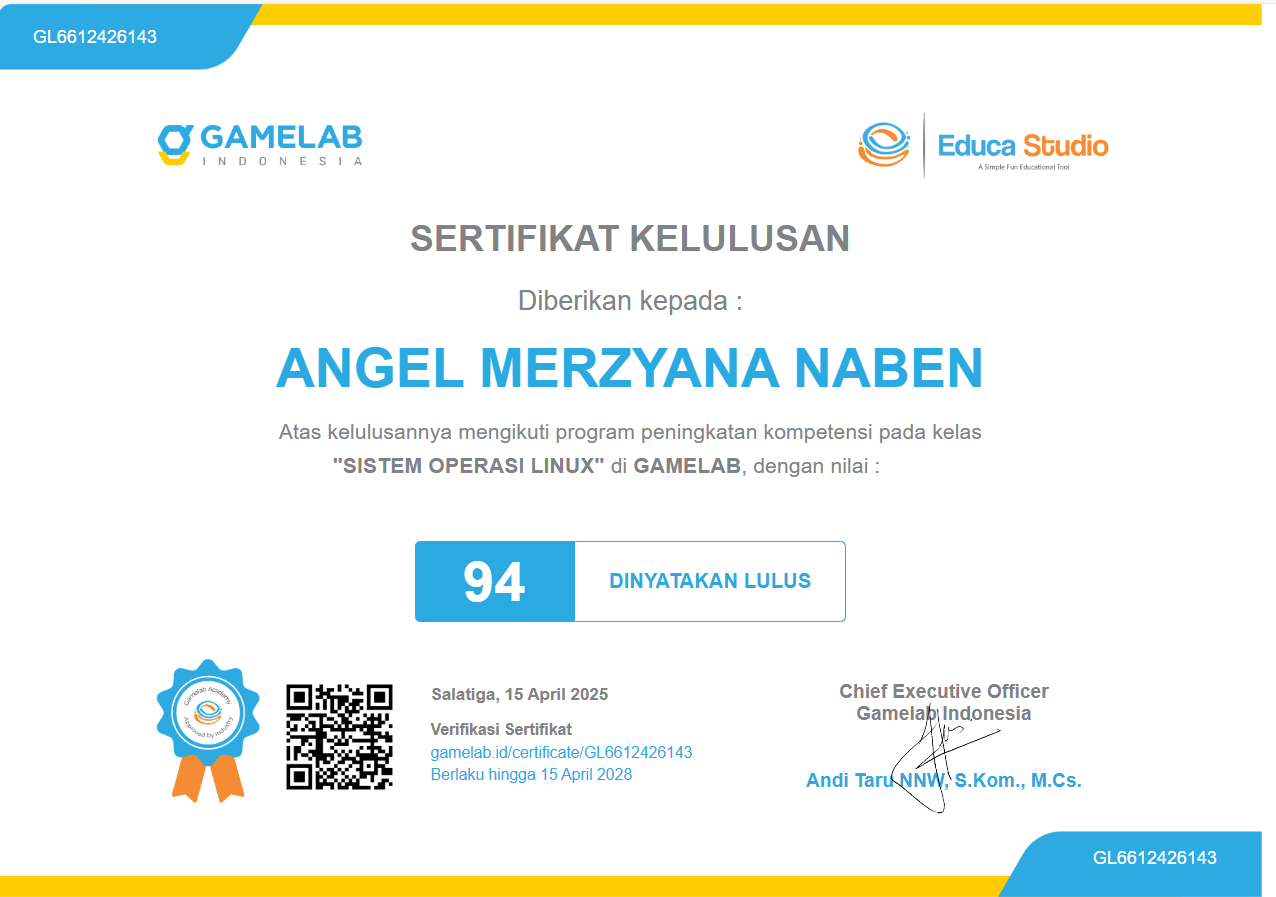 GL6612426143
GAMELAB
INDONESIA
Educa Studio
A Simple Fun Educational Tool
SERTIFIKAT KELULUSAN
Diberikan kepada :
ANGEL MERZYANA NABEN
Atas kelulusannya mengikuti program peningkatan kompetensi pada kelas
"SISTEM OPERASI LINUX" di GAMELAB, dengan nilai :
94
DINYATAKAN LULUS
Gamelab Academy
Approved by Industry
Salatiga, 15 April 2025
Verifikasi Sertifikat
gamelab.id/certificate/GL6612426143
Berlaku hingga 15 April 2028
Chief Executive Officer
Gamelab Indonesia
Andi Taru NNW, S.Kom., M.Cs.
GL6612426143